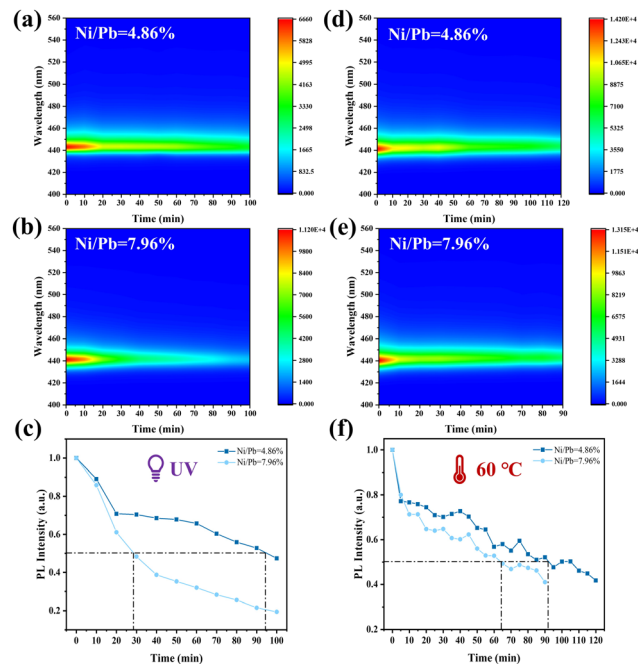 (a)
Ni/Pb=4.86%
Wavelength (nm)
560
540
520
500
480
460
440
420
400
0 10 20 30 40 50 60 70 80 90 100
Time (min)
6660
5828
4995
4163
3330
2498
1665
832.5
0.000
(d)
Ni/Pb=4.86%
Wavelength (nm)
560
540
520
500
480
460
440
420
400
0 10 20 30 40 50 60 70 80 90 100 110 120
Time (min)
1.420E+4
1.243E+4
1.065E+4
8875
7100
5325
3550
1775
0.000
(b)
Ni/Pb=7.96%
Wavelength (nm)
560
540
520
500
480
460
440
420
400
0 10 20 30 40 50 60 70 80 90 100
Time (min)
1.120E+4
9800
8400
7000
5600
4200
2800
1400
0.000
(e)
Ni/Pb=7.96%
Wavelength (nm)
560
540
520
500
480
460
440
420
400
0 10 20 30 40 50 60 70 80 90
Time (min)
1.315E+4
1.151E+4
9863
8219
6575
4931
3288
1644
0.000
(c)
Ni/Pb=4.86%
Ni/Pb=7.96%
UV
PL Intensity (a.u.)
1.0
0.8
0.6
0.4
0.2
0 10 20 30 40 50 60 70 80 90 100
Time (min)
(f)
Ni/Pb=4.86%
Ni/Pb=7.96%
60 °C
PL Intensity (a.u.)
1.0
0.8
0.6
0.4
0.2
0 10 20 30 40 50 60 70 80 90 100 110 120
Time (min)